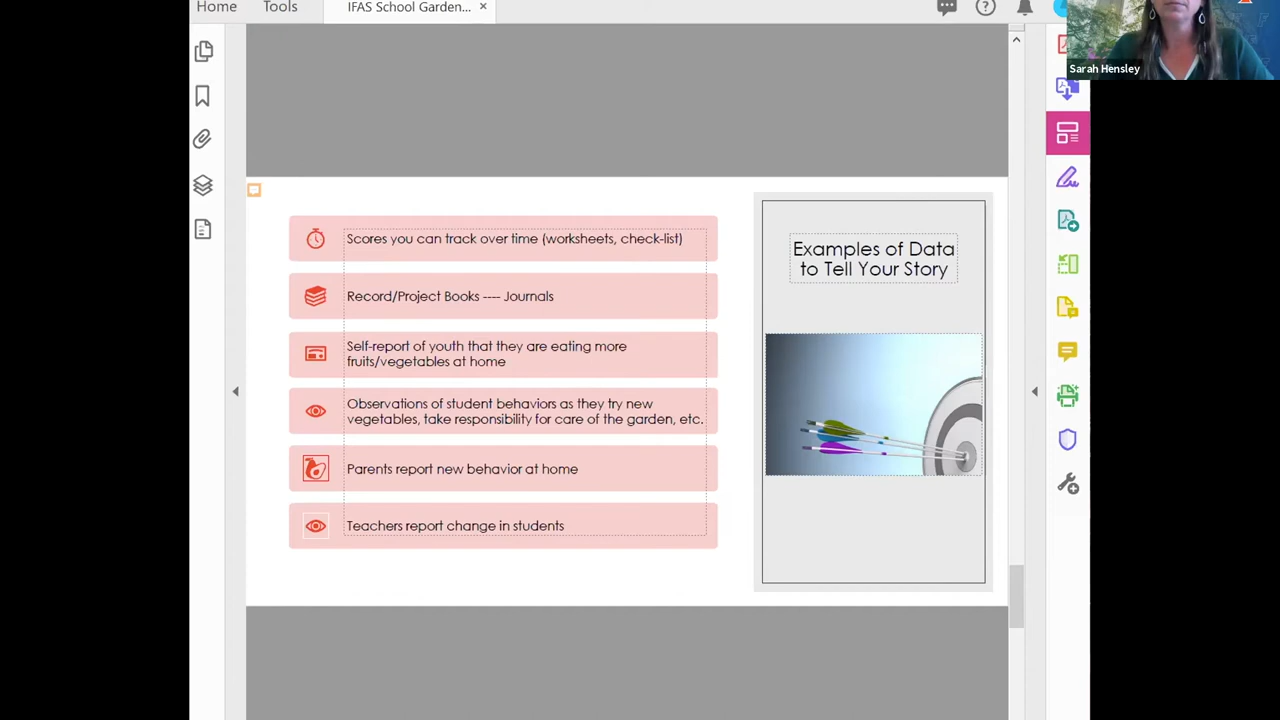 Home
Tools
IFAS School Garden... ×
Sarah Hensley
Scores you can track over time (worksheets, check-list)
Record/Project Books ---- Journals
Self-report of youth that they are eating more
fruits/vegetables at home
Observations of student behaviors as they try new
vegetables, take responsibility for care of the garden, etc.
Parents report new behavior at home
Teachers report change in students
Examples of Data
to Tell Your Story